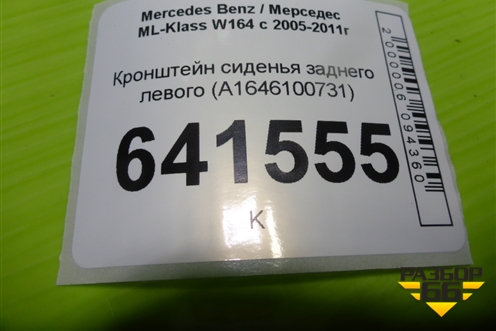 Mercedes Benz / Мерседес
ML-Klass W164 с 2005-2011г
Кронштейн сиденья заднего
левого (A1646100731)
641555
К
2000006094360
РАЗБОР
66